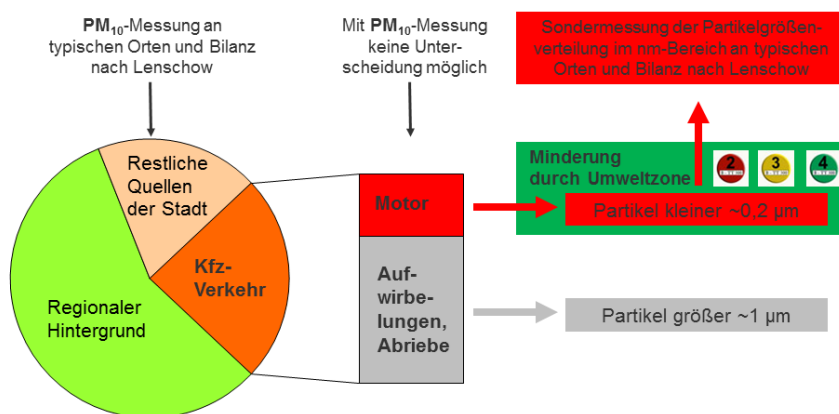 PM₁₀-Messung an
typischen Orten und Bilanz
nach Lenschow
Mit PM₁₀-Messung
keine Unter-
scheidung möglich
Sondermessung der Partikelgrößen-
verteilung im nm-Bereich an typischen
Orten und Bilanz nach Lenschow
Restliche
Quellen
der Stadt
Kfz-
Verkehr
Regionaler
Hintergrund
Motor
Auf-
wirbe-
lungen,
Abriebe
Minderung
durch Umweltzone
2
3
4
Partikel kleiner ~0,2 µm
Partikel größer ~1 µm